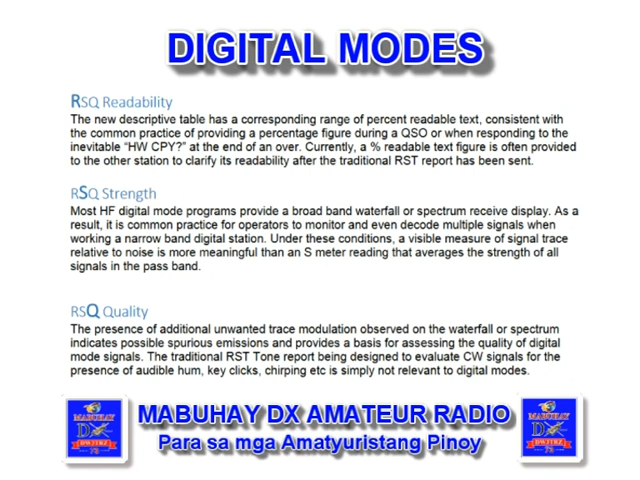 DIGITAL MODES
RSQ Readability
The new descriptive table has a corresponding range of percent readable text, consistent with
the common practice of providing a percentage figure during a QSO or when responding to the
inevitable “HW CPY?” at the end of an over. Currently, a % readable text figure is often provided
to the other station to clarify its readability after the traditional RST report has been sent.
RSQ Strength
Most HF digital mode programs provide a broad band waterfall or spectrum receive display. As a
result, it is common practice for operators to monitor and even decode multiple signals when
working a narrow band digital station. Under these conditions, a visible measure of signal trace
relative to noise is more meaningful than an S meter reading that averages the strength of all
signals in the pass band.
RSQ Quality
The presence of additional unwanted trace modulation observed on the waterfall or spectrum
indicates possible spurious emissions and provides a basis for assessing the quality of digital
mode signals. The traditional RST Tone report being designed to evaluate CW signals for the
presence of audible hum, key clicks, chirping etc is simply not relevant to digital modes.
MABUHAY DX AMATEUR RADIO
Para sa mga Amatyuristang Pinoy
MABUHAY
DX
73
MABUHAY
DX
73